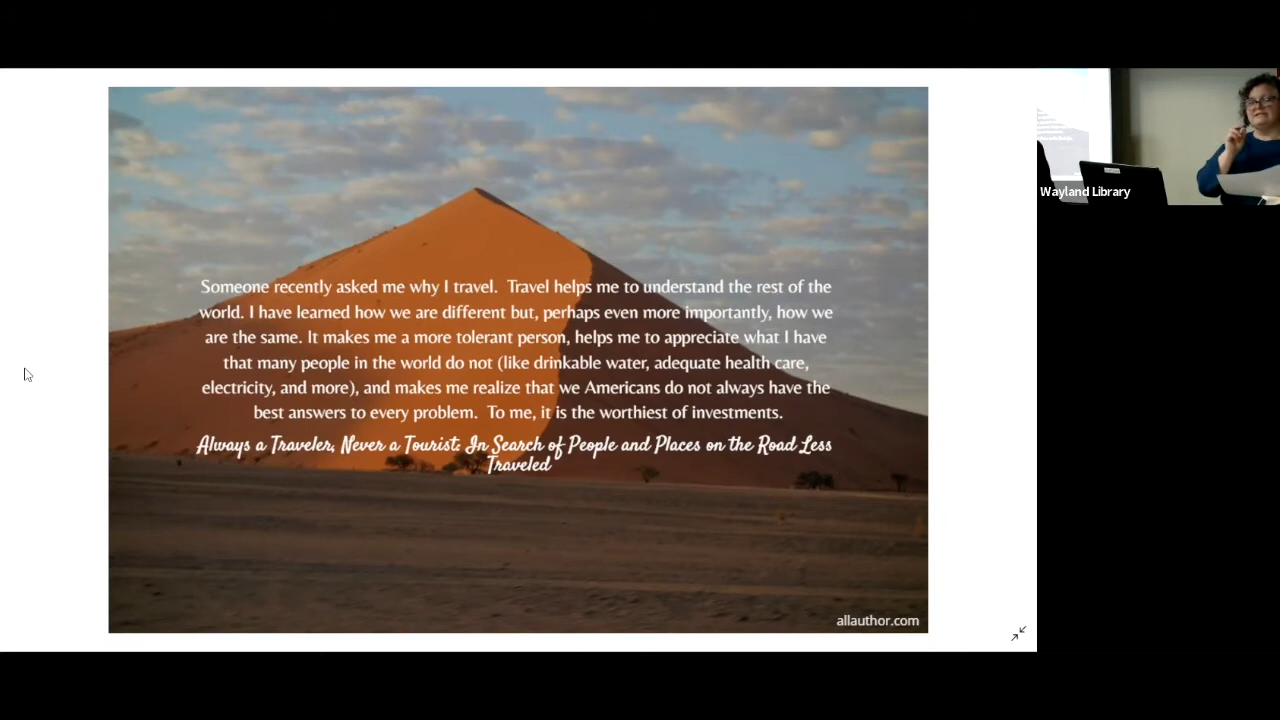 Someone recently asked me why I travel.  Travel helps me to understand the rest of the
world. I have learned how we are different but, perhaps even more importantly, how we
are the same. It makes me a more tolerant person, helps me to appreciate what I have
that many people in the world do not (like drinkable water, adequate health care,
electricity, and more), and makes me realize that we Americans do not always have the
best answers to every problem.  To me, it is the worthiest of investments.
Always a Traveler, Never a Tourist: In Search of People and Places on the Road Less
Traveled
allauthor.com
Wayland Library